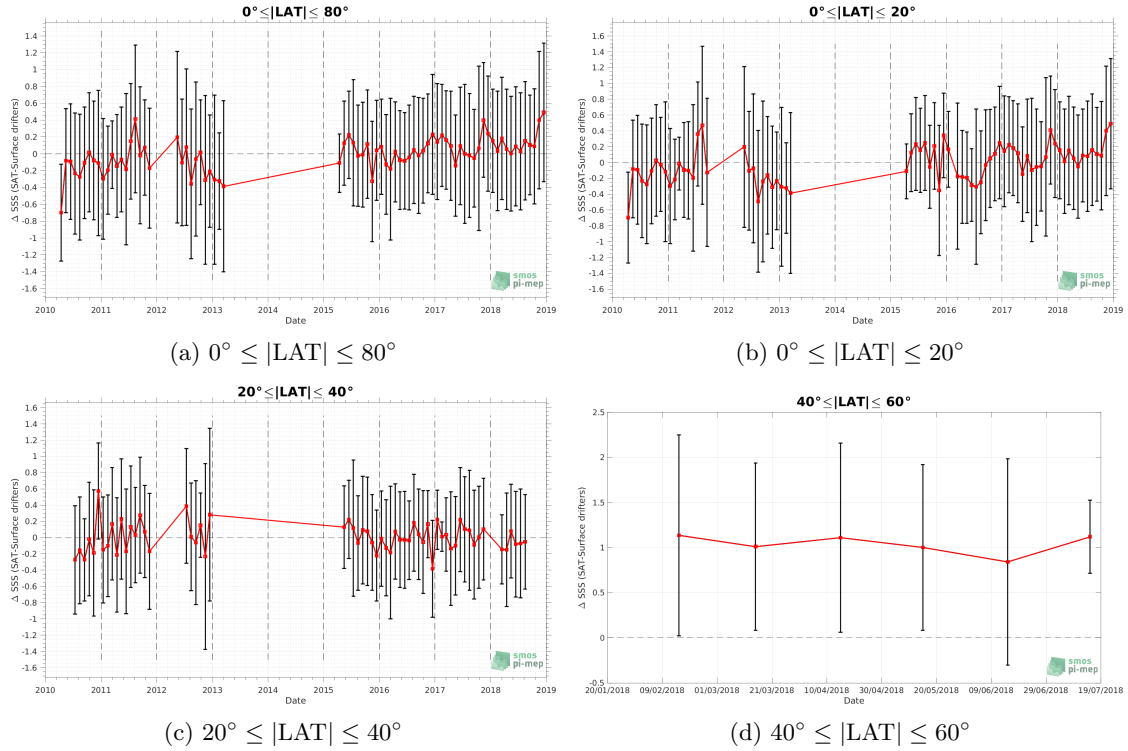 0°≤|LAT|≤ 80°
Δ SSS (SAT-Surface drifters)
1.4
1.2
1
0.8
0.6
0.4
0.2
0
-0.2
-0.4
-0.6
-0.8
-1
-1.2
-1.4
-1.6
2010 2011 2012 2013 2014 2015 2016 2017 2018 2019
Date
smos
pi-mep
(a) 0° ≤ |LAT| ≤ 80°
0°≤|LAT|≤ 20°
Δ SSS (SAT-Surface drifters)
1.6
1.4
1.2
1
0.8
0.6
0.4
0.2
0
-0.2
-0.4
-0.6
-0.8
-1
-1.2
-1.4
-1.6
2010 2011 2012 2013 2014 2015 2016 2017 2018 2019
Date
smos
pi-mep
(b) 0° ≤ |LAT| ≤ 20°
20°≤|LAT|≤ 40°
Δ SSS (SAT-Surface drifters)
1.6
1.4
1.2
1
0.8
0.6
0.4
0.2
0
-0.2
-0.4
-0.6
-0.8
-1
-1.2
-1.4
-1.6
2010 2011 2012 2013 2014 2015 2016 2017 2018 2019
Date
smos
pi-mep
(c) 20° ≤ |LAT| ≤ 40°
40°≤|LAT|≤ 60°
Δ SSS (SAT-Surface drifters)
2.5
2
1.5
1
0.5
0
-0.5
20/01/2018 09/02/2018 01/03/2018 21/03/2018 10/04/2018 30/04/2018 20/05/2018 09/06/2018 29/06/2018 19/07/2018
Date
smos
pi-mep
(d) 40° ≤ |LAT| ≤ 60°